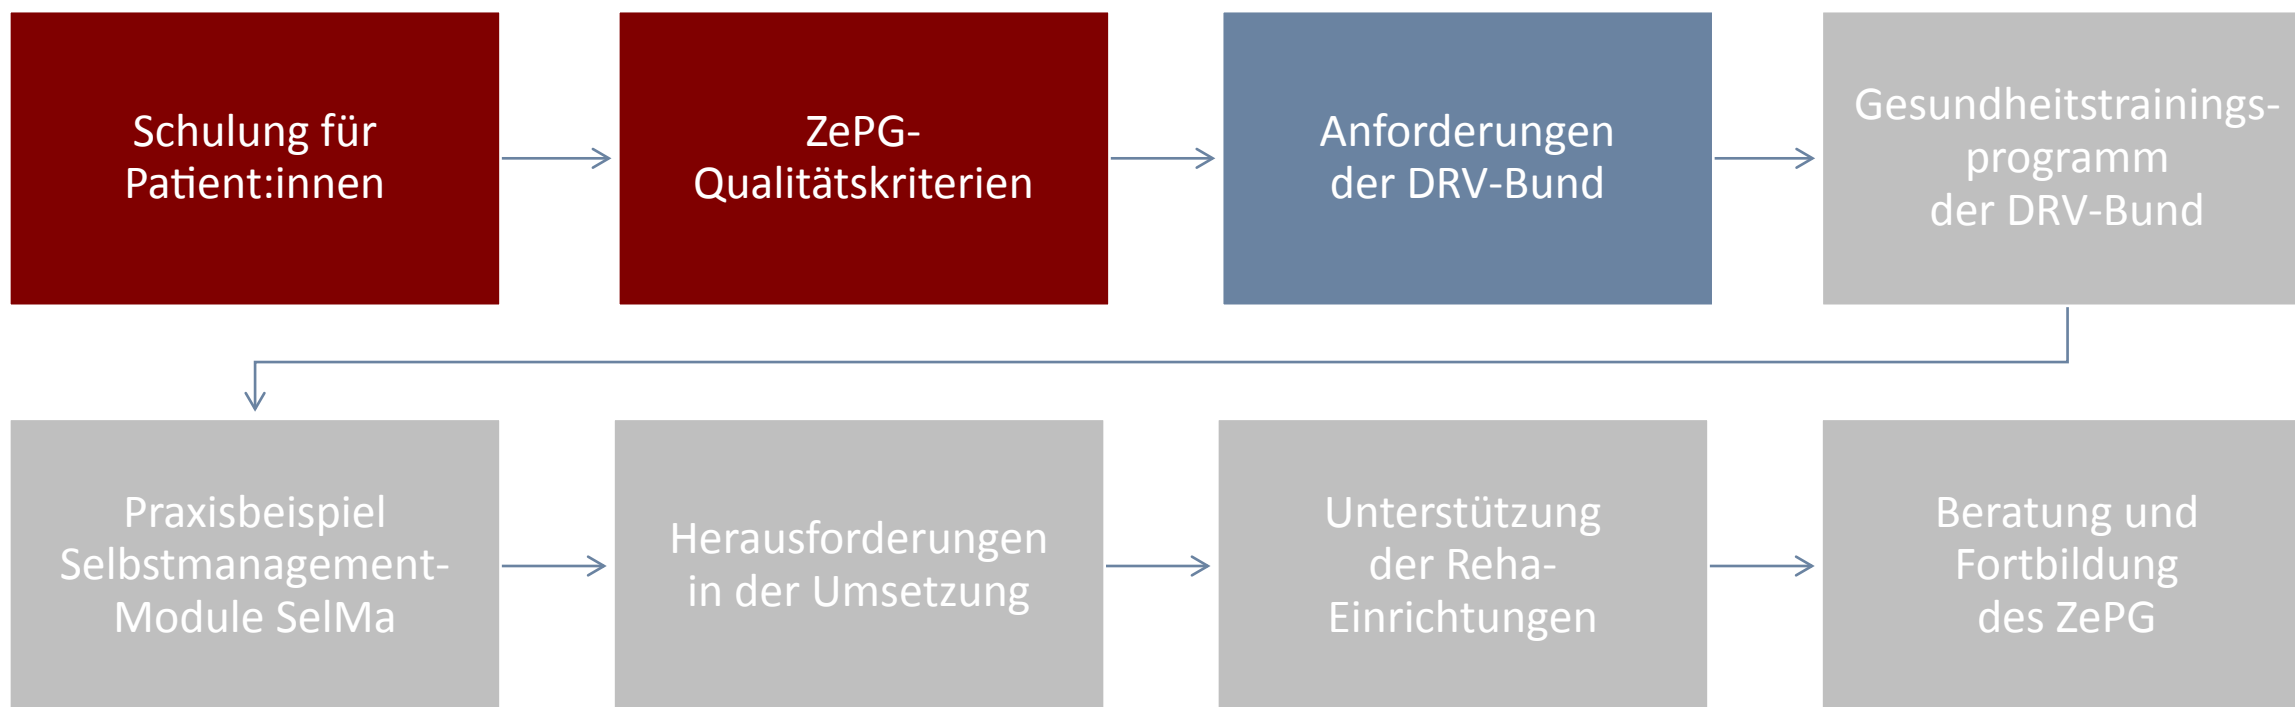 Schulung für
Patient:innen
ZePG-
Qualitätskriterien
Anforderungen
der DRV-Bund
Gesundheitstrainings-
programm
der DRV-Bund
Praxisbeispiel
Selbstmanagement-
Module SelMa
Herausforderungen
in der Umsetzung
Unterstützung
der Reha-
Einrichtungen
Beratung und
Fortbildung
des ZePG